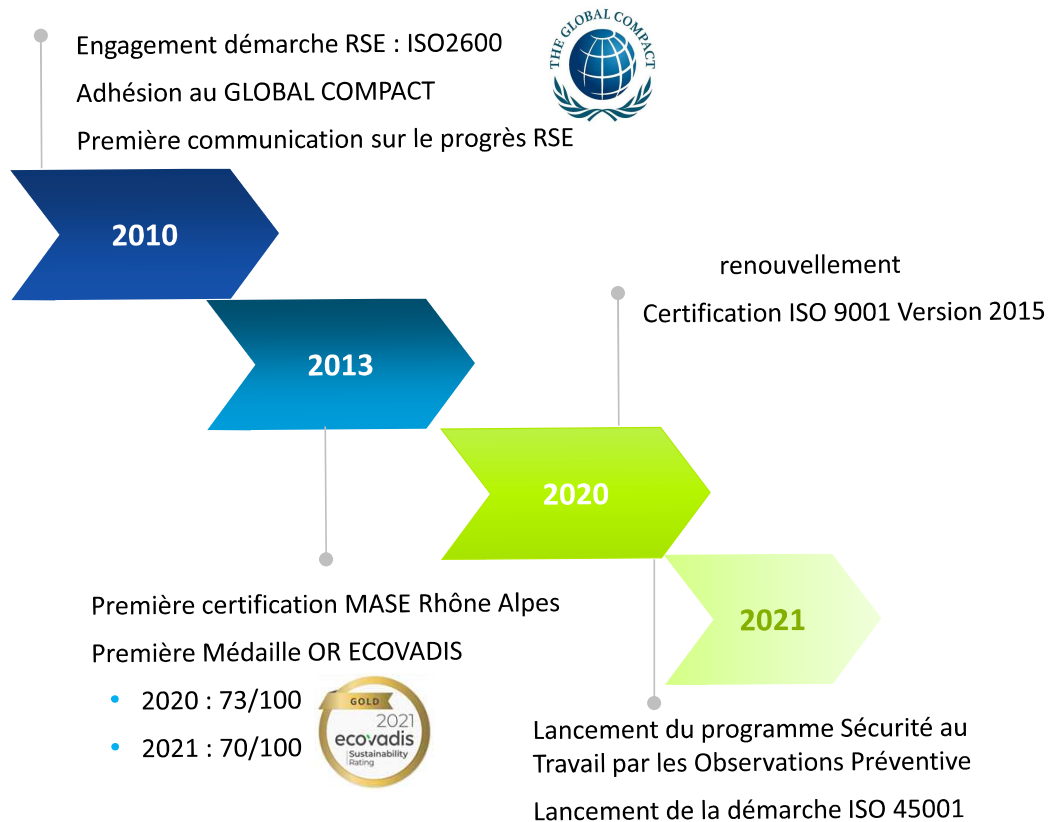 Engagement démarche RSE : ISO2600
Adhésion au GLOBAL COMPACT
Première communication sur le progrès RSE
THE GLOBAL COMPACT
2010
renouvellement
Certification ISO 9001 Version 2015
2013
2020
Première certification MASE Rhône Alpes
Première Médaille OR ECOVADIS
• 2020 : 73/100
• 2021 : 70/100
GOLD
2021
ecovadis
Sustainability
Rating
2021
Lancement du programme Sécurité au
Travail par les Observations Préventive
Lancement de la démarche ISO 45001